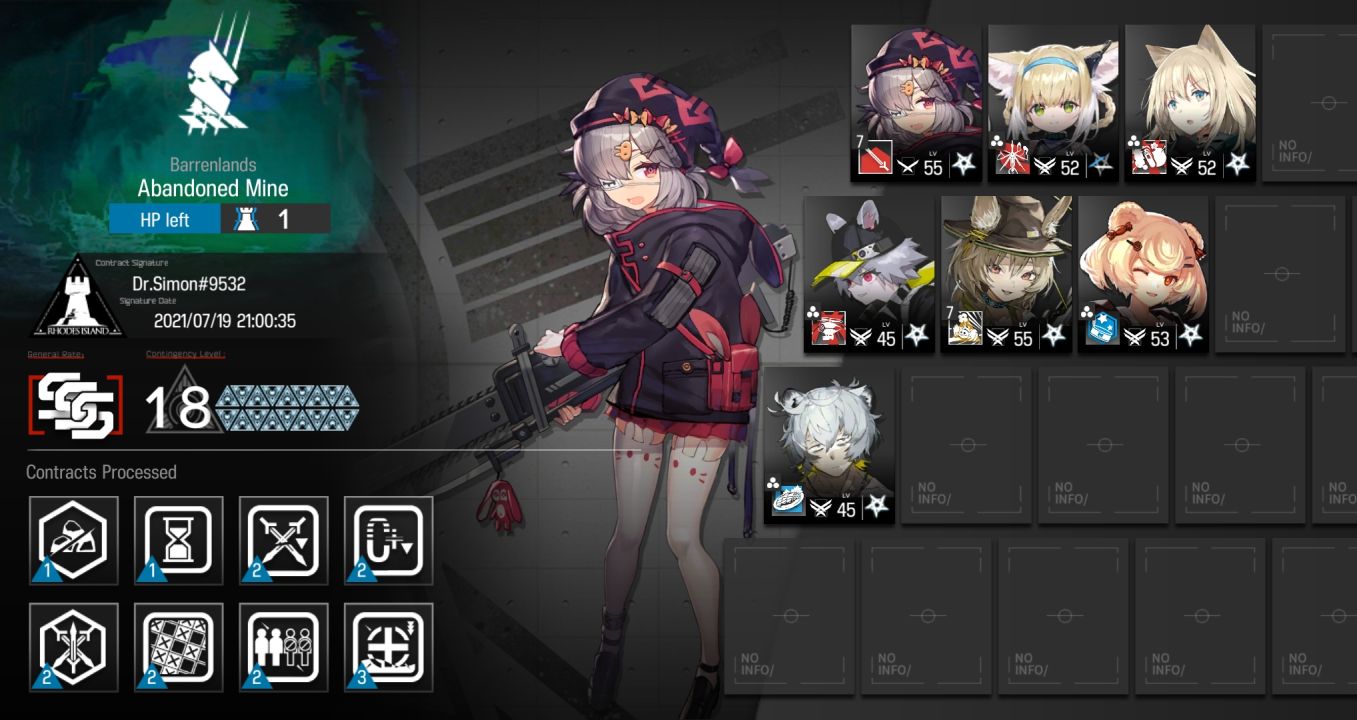 Barrenlands
Abandoned Mine
HP left 1
Contract Signature
Dr.Simon#9532
Signature Date
2021/07/19 21:00:35
RHODES ISLAND
General Rate:
Contingency Level:
18
Contracts Processed
1 1 2 2
2 2 2 3
7 LV 55
LV 52
LV 52
NO INFO/
LV 45
7 LV 55
LV 53
NO INFO/
LV 45
NO INFO/
NO INFO/
NO INFO/
NO INFO
NO INFO/
NO INFO/
NO INFO/
NO INFO/
NO INFO/